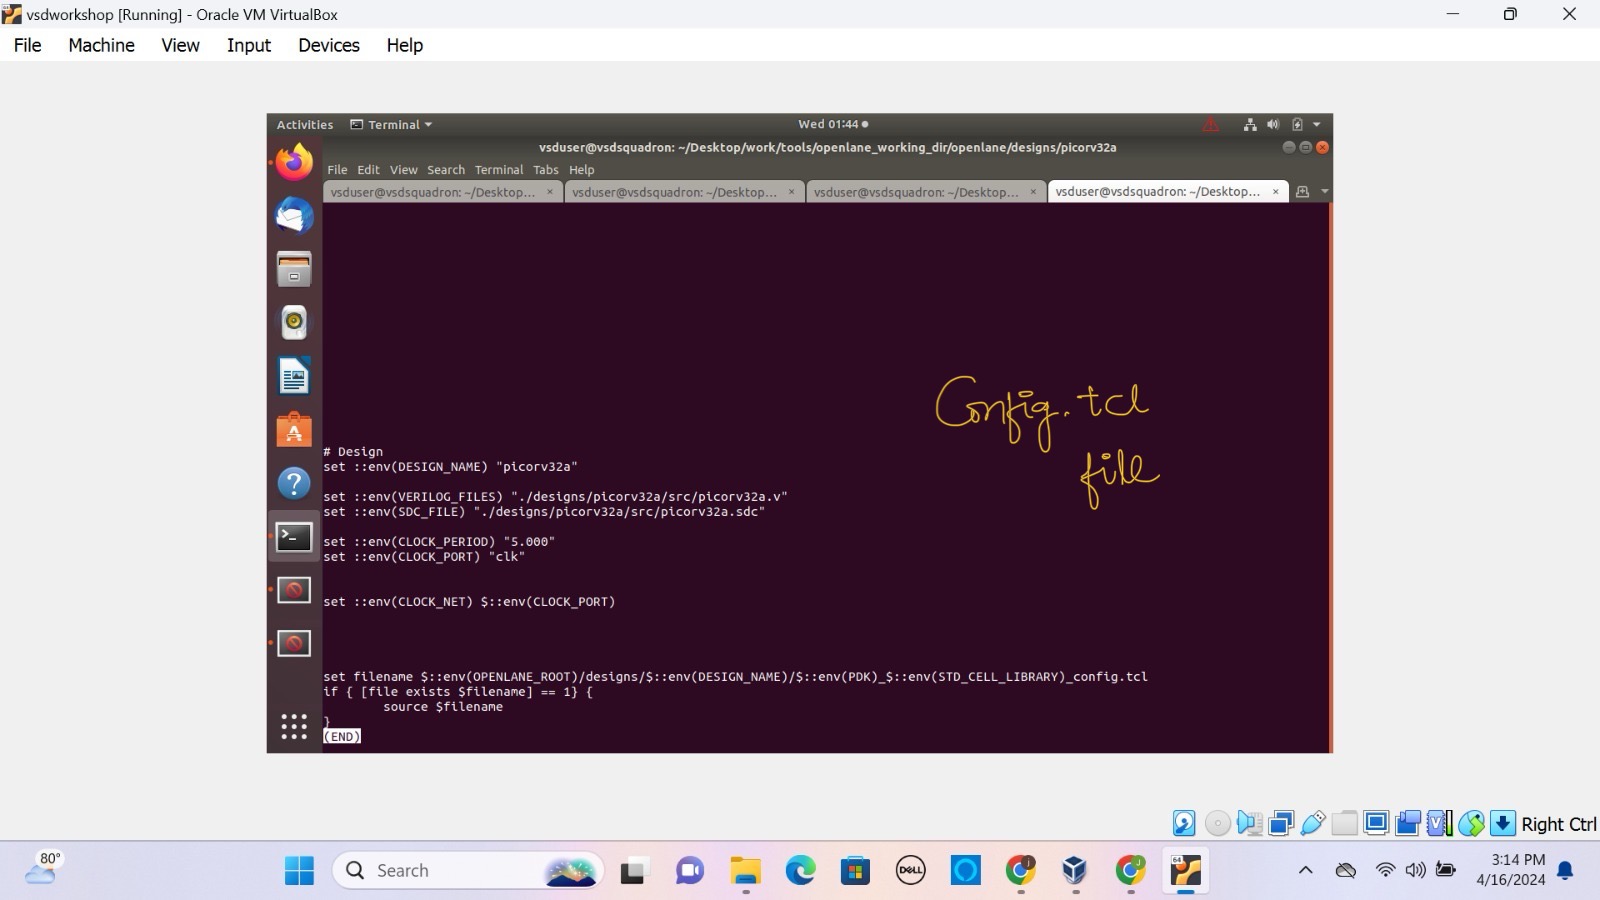 vsdworkshop [Running] - Oracle VM VirtualBox
File Machine View Input Devices Help
Activities Terminal Wed 01:44
vsduser@vsdsquadron: ~/Desktop/work/tools/openlane_working_dir/openlane/designs/picorv32a
File Edit View Search Terminal Tabs Help
vsduser@vsdsquadron: ~/Desktop... × vsduser@vsdsquadron: ~/Desktop... × vsduser@vsdsquadron: ~/Desktop... × vsduser@vsdsquadron: ~/Desktop... ×
Config.tcl
file
# Design
set ::env(DESIGN_NAME) "picorv32a"
set ::env(VERILOG_FILES) "./designs/picorv32a/src/picorv32a.v"
set ::env(SDC_FILE) "./designs/picorv32a/src/picorv32a.sdc"
set ::env(CLOCK_PERIOD) "5.000"
set ::env(CLOCK_PORT) "clk"
set ::env(CLOCK_NET) $::env(CLOCK_PORT)
set filename $::env(OPENLANE_ROOT)/designs/$::env(DESIGN_NAME)/$::env(PDK)_$::env(STD_CELL_LIBRARY)_config.tcl
if { [file exists $filename] == 1} {
source $filename
}
(END)
Right Ctrl
80°
Search
DELL
64
3:14 PM
4/16/2024